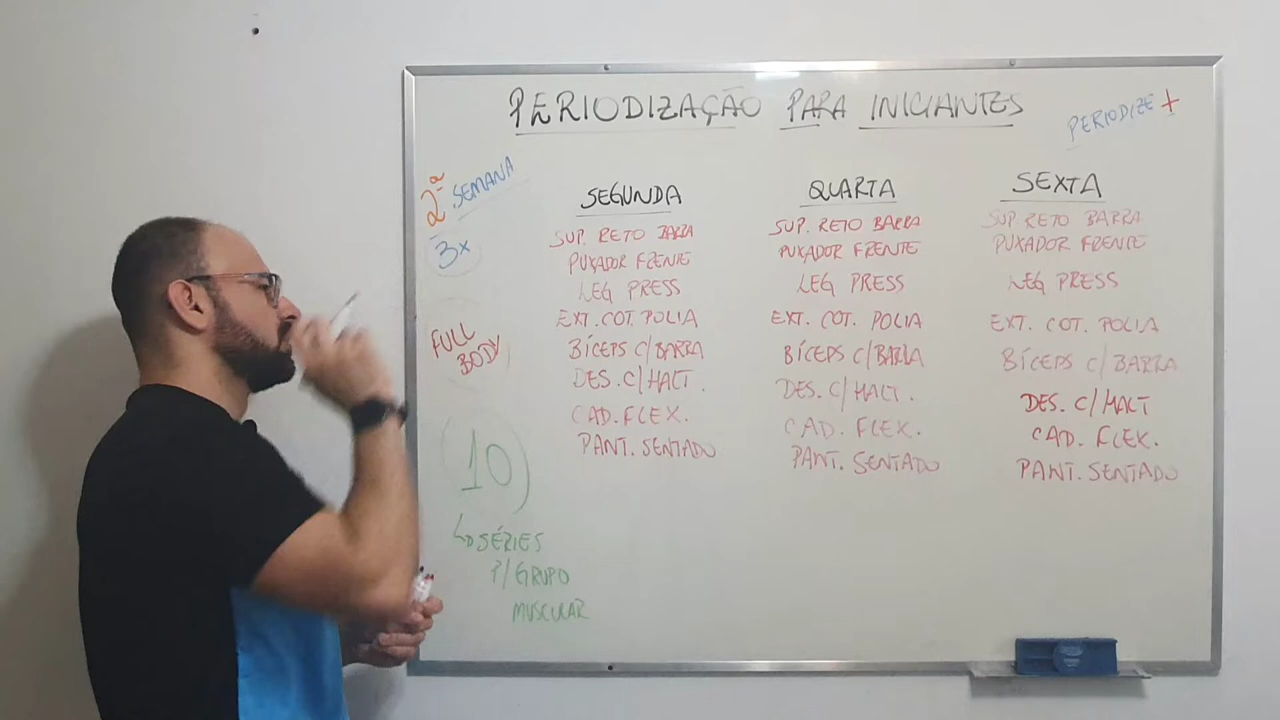 PERIODIZAÇÃO PARA INICIANTES
PERIODIZE +
2ª SEMANA
3x
FULL
BODY
10
SÉRIES
P/ GRUPO
MUSCULAR
SEGUNDA
SUP. RETO BARRA
PUXADOR FRENTE
LEG PRESS
EXT. COT. POLIA
BÍCEPS C/ BARRA
DES. C/ HALT.
CAD. FLEX.
PANT. SENTADO
QUARTA
SUP. RETO BARRA
PUXADOR FRENTE
LEG PRESS
EXT. COT. POLIA
BÍCEPS C/ BARRA
DES. C/ HALT.
CAD. FLEX.
PANT. SENTADO
SEXTA
SUP. RETO BARRA
PUXADOR FRENTE
LEG PRESS
EXT. COT. POLIA
BÍCEPS C/ BARRA
DES. C/ HALT
CAD. FLEX.
PANT. SENTADO